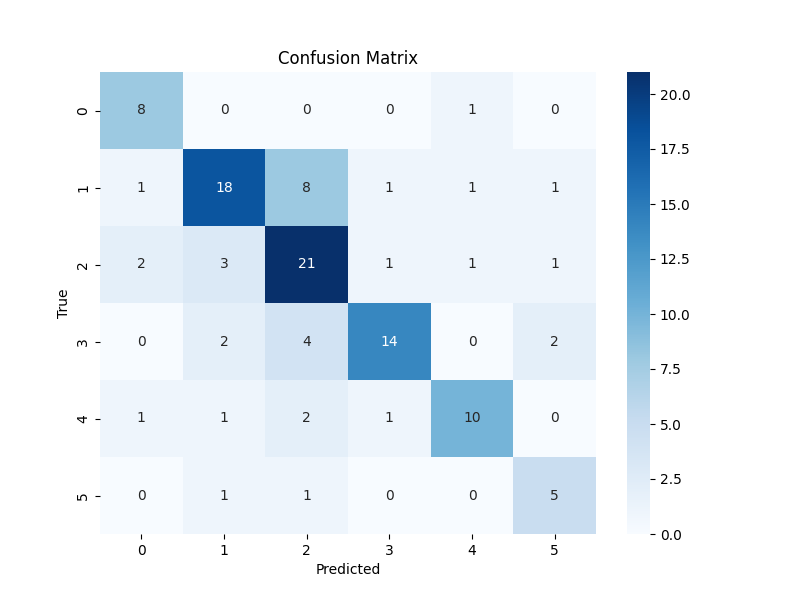 Confusion Matrix
0 8 0 0 0 1 0
1 1 18 8 1 1 1
2 2 3 21 1 1 1
3 0 2 4 14 0 2
4 1 1 2 1 10 0
5 0 1 1 0 0 5
0 1 2 3 4 5
Predicted
True
20.0
17.5
15.0
12.5
10.0
7.5
5.0
2.5
0.0